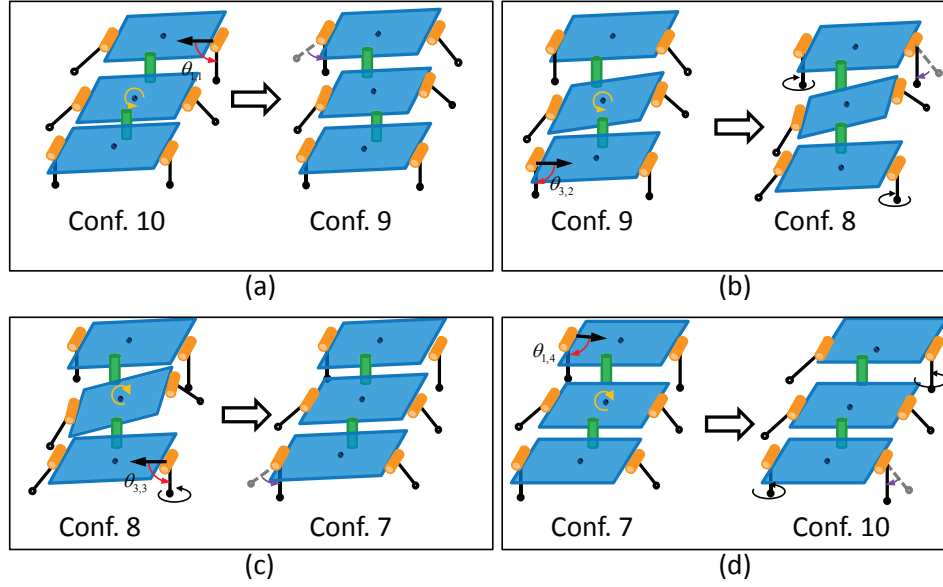 θ1,1
Conf. 10
Conf. 9
(a)
θ3,2
Conf. 9
Conf. 8
(b)
θ3,3
Conf. 8
Conf. 7
(c)
θ1,4
Conf. 7
Conf. 10
(d)